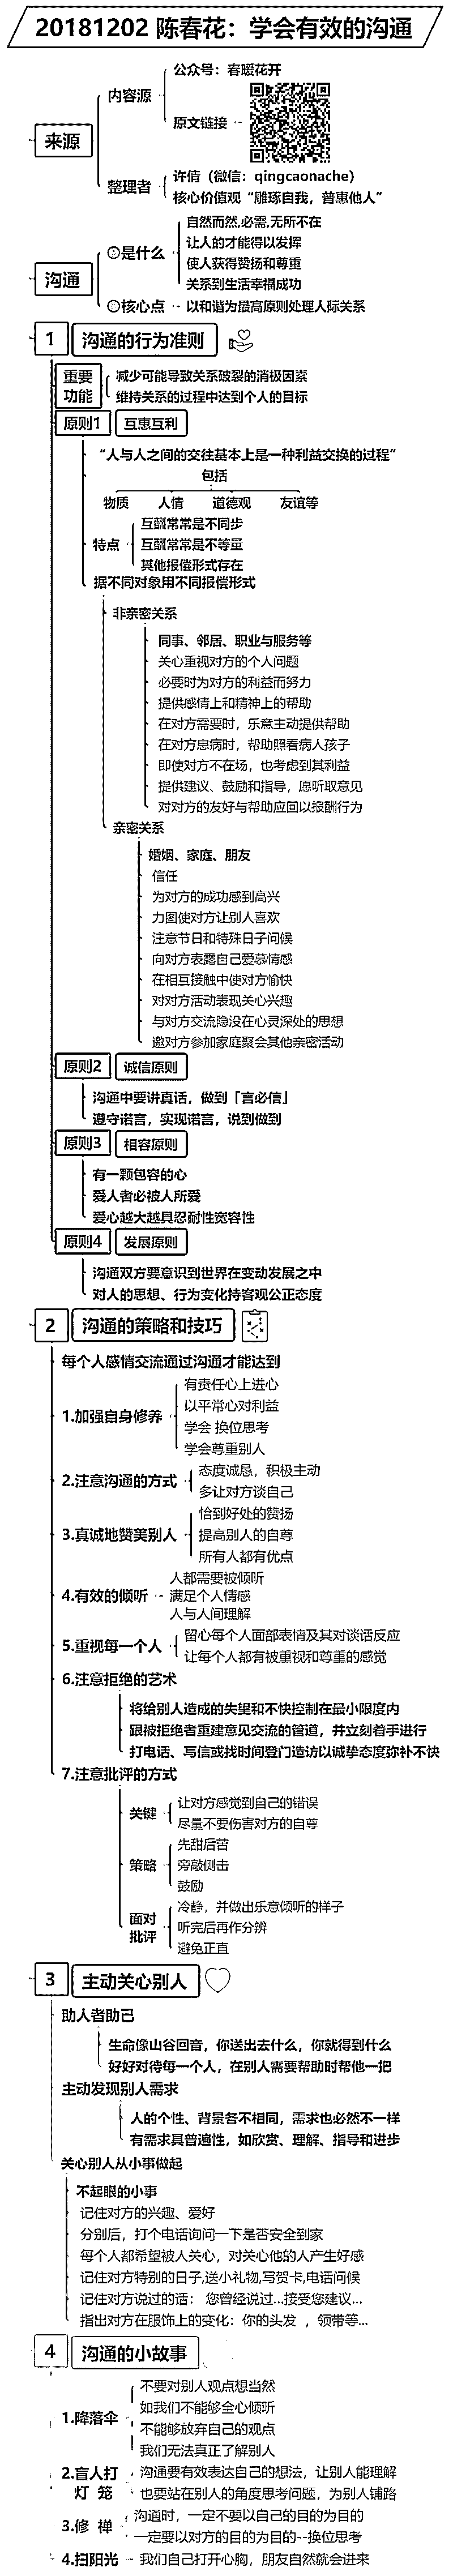 20181202 陈春花：学会有效的沟通
来源
内容源
公众号：春暖花开
原文链接
整理者
许倩（微信：qingcaonache）
核心价值观“雕琢自我，普惠他人”
沟通
①是什么
自然而然,必需,无所不在
让人的才能得以发挥
使人获得赞扬和尊重
关系到生活幸福成功
①核心点
以和谐为最高原则处理人际关系
1 沟通的行为准则
重要功能
减少可能导致关系破裂的消极因素
维持关系的过程中达到个人的目标
原则1 互惠互利
“人与人之间的交往基本上是一种利益交换的过程”
包括
物质 人情 道德观 友谊等
特点
互酬常常是不同步
互酬常常是不等量
其他报偿形式存在
据不同对象用不同报偿形式
非亲密关系
同事、邻居、职业与服务等
关心重视对方的个人问题
必要时为对方的利益而努力
提供感情上和精神上的帮助
在对方需要时，乐意主动提供帮助
在对方患病时，帮助照看病人孩子
即使对方不在场，也考虑到其利益
提供建议、鼓励和指导，愿听取意见
对对方的友好与帮助应回以报酬行为
亲密关系
婚姻、家庭、朋友
信任
为对方的成功感到高兴
力图使对方让别人喜欢
注意节日和特殊日子问候
向对方表露自己爱慕情感
在相互接触中使对方愉快
对对方活动表现关心兴趣
与对方交流隐没在心灵深处的思想
邀对方参加家庭聚会其他亲密活动
原则2 诚信原则
沟通中要讲真话，做到「言必信」
遵守诺言，实现诺言，说到做到
原则3 相容原则
有一颗包容的心
爱人者必被人所爱
爱心越大越具忍耐性宽容性
原则4 发展原则
沟通双方要意识到世界在变动发展之中
对人的思想、行为变化持客观公正态度
2 沟通的策略和技巧
每个人感情交流通过沟通才能达到
1.加强自身修养
有责任心上进心
以平常心对利益
学会 换位思考
学会尊重别人
2.注意沟通的方式
态度诚恳，积极主动
多让对方谈自己
3.真诚地赞美别人
恰到好处的赞扬
提高别人的自尊
所有人都有优点
4.有效的倾听
人都需要被倾听
满足个人情感
人与人间理解
5.重视每一个人
留心每个人面部表情及其对谈话反应
让每个人都有被重视和尊重的感觉
6.注意拒绝的艺术
将给别人造成的失望和不快控制在最小限度内
跟被拒绝者重建意见交流的管道，并立刻着手进行
打电话、写信或找时间登门造访以诚挚态度弥补不快
7.注意批评的方式
关键
让对方感觉到自己的错误
尽量不要伤害对方的自尊
策略
先甜后苦
旁敲侧击
鼓励
面对批评
冷静，并做出乐意倾听的样子
听完后再作分辨
避免正直
3 主动关心别人
助人者助己
生命像山谷回音，你送出去什么，你就得到什么
好好对待每一个人，在别人需要帮助时帮他一把
主动发现别人需求
人的个性、背景各不相同，需求也必然不一样
有需求具普遍性，如欣赏、理解、指导和进步
关心别人从小事做起
不起眼的小事
记住对方的兴趣、爱好
分别后，打个电话询问一下是否安全到家
每个人都希望被人关心，对关心他的人产生好感
记住对方特别的日子,送小礼物,写贺卡,电话问候
记住对方说过的话： 您曾经说过...接受您建议...
指出对方在服饰上的变化：你的头发 ，领带等...
4 沟通的小故事
1.降落伞
不要对别人观点想当然
如我们不能够全心倾听
不能够放弃自己的观点
我们无法真正了解别人
2.盲人打灯 笼
沟通要有效表达自己的想法，让别人能理解
也要站在别人的角度思考问题，为别人铺路
3.修 禅
沟通时，一定不要以自己的目的为目的
一定要以对方的目的为目的--换位思考
4.扫阳光
我们自己打开心胸，朋友自然就会进来